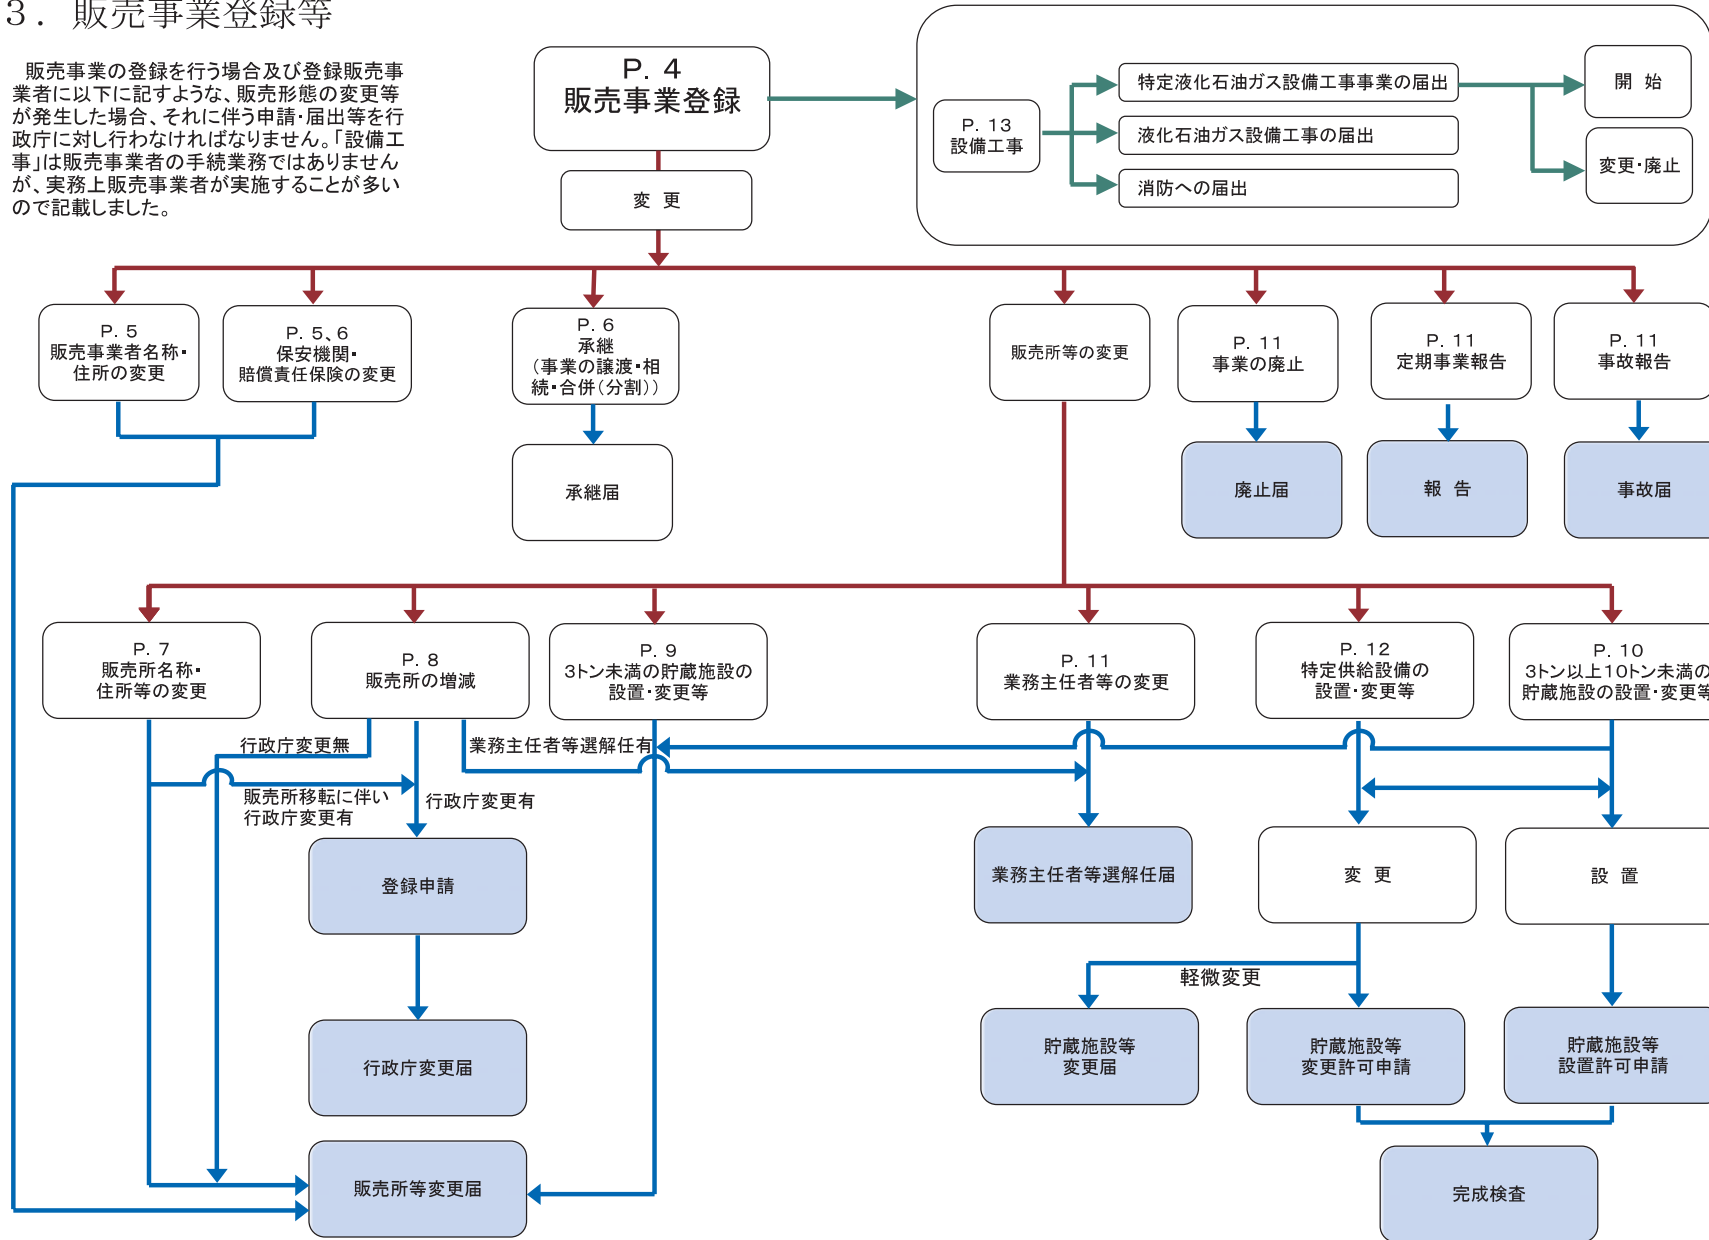 ３．販売事業登録等
販売事業の登録を行う場合及び登録販売事
業者に以下に記すような、販売形態の変更等
が発生した場合、それに伴う申請・届出等を行
政庁に対し行わなければなりません。「設備工
事」は販売事業者の手続業務ではありません
が、実務上販売事業者が実施することが多い
ので記載しました。
Ｐ．４
販売事業登録
変　更
Ｐ．13
設備工事
特定液化石油ガス設備工事事業の届出
液化石油ガス設備工事の届出
消防への届出
開　始
変更・廃止
Ｐ．５
販売事業者名称・
住所の変更
Ｐ．５、６
保安機関・
賠償責任保険の変更
Ｐ．６
承継
（事業の譲渡・相
続・合併（分割））
販売所等の変更
Ｐ．11
事業の廃止
Ｐ．11
定期事業報告
Ｐ．11
事故報告
承継届
廃止届
報　告
事故届
Ｐ．７
販売所名称・
住所等の変更
Ｐ．８
販売所の増減
Ｐ．９
３トン未満の貯蔵施設の
設置・変更等
Ｐ．11
業務主任者等の変更
Ｐ．12
特定供給設備の
設置・変更等
Ｐ．10
３トン以上１０トン未満の
貯蔵施設の設置・変更等
行政庁変更無
業務主任者等選解任有
販売所移転に伴い
行政庁変更有
行政庁変更有
登録申請
業務主任者等選解任届
変　更
設　置
軽微変更
行政庁変更届
貯蔵施設等
変更届
貯蔵施設等
変更許可申請
貯蔵施設等
設置許可申請
販売所等変更届
完成検査